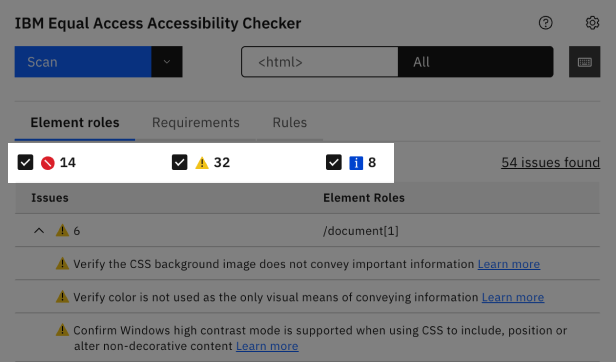 IBM Equal Access Accessibility Checker
Scan <html> All
Element roles Requirements Rules
14 32 8 54 issues found
Issues Element Roles
6 /document[1]
Verify the CSS background image does not convey important information Learn more
Verify color is not used as the only visual means of conveying information Learn more
Confirm Windows high contrast mode is supported when using CSS to include, position or
alter non-decorative content Learn more